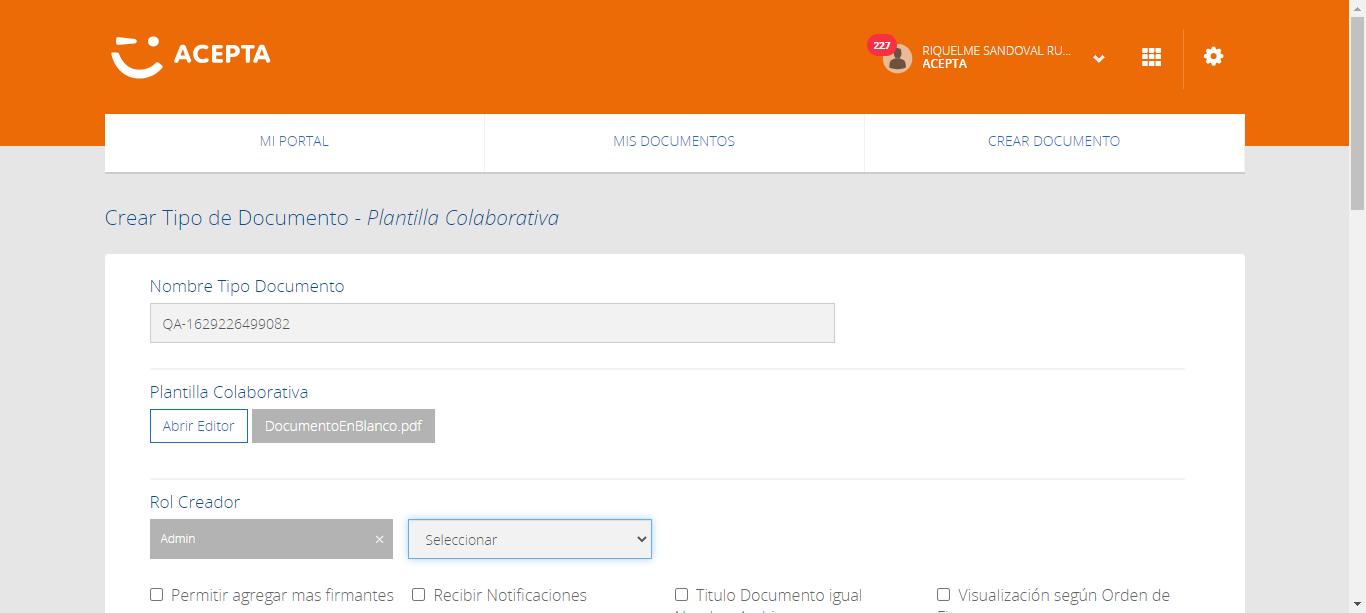 ACEPTA
227
RIQUELME SANDOVAL RU...
ACEPTA
MI PORTAL
MIS DOCUMENTOS
CREAR DOCUMENTO
Crear Tipo de Documento - Plantilla Colaborativa
Nombre Tipo Documento
QA-1629226499082
Plantilla Colaborativa
Abrir Editor
DocumentoEnBlanco.pdf
Rol Creador
Admin ×
Seleccionar
Permitir agregar mas firmantes
Recibir Notificaciones
Titulo Documento igual
Visualización según Orden de